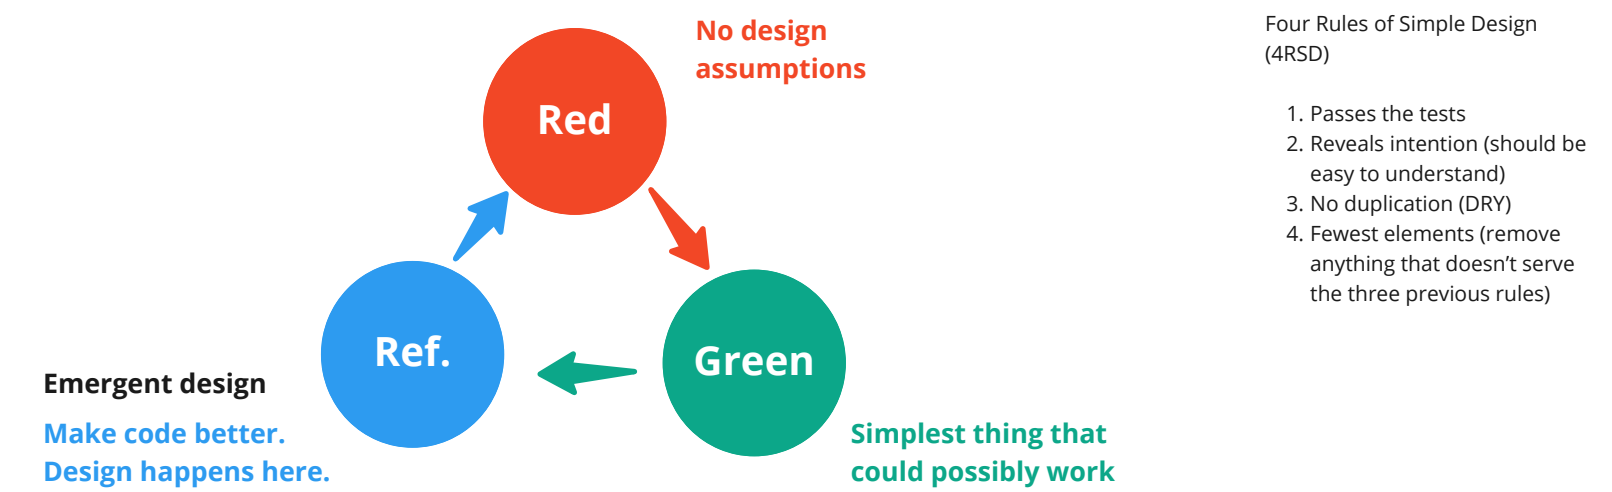 No design
assumptions
Red
Ref.
Green
Emergent design
Make code better.
Design happens here.
Simplest thing that
could possibly work
Four Rules of Simple Design
(4RSD)
1. Passes the tests
2. Reveals intention (should be
easy to understand)
3. No duplication (DRY)
4. Fewest elements (remove
anything that doesn’t serve
the three previous rules)